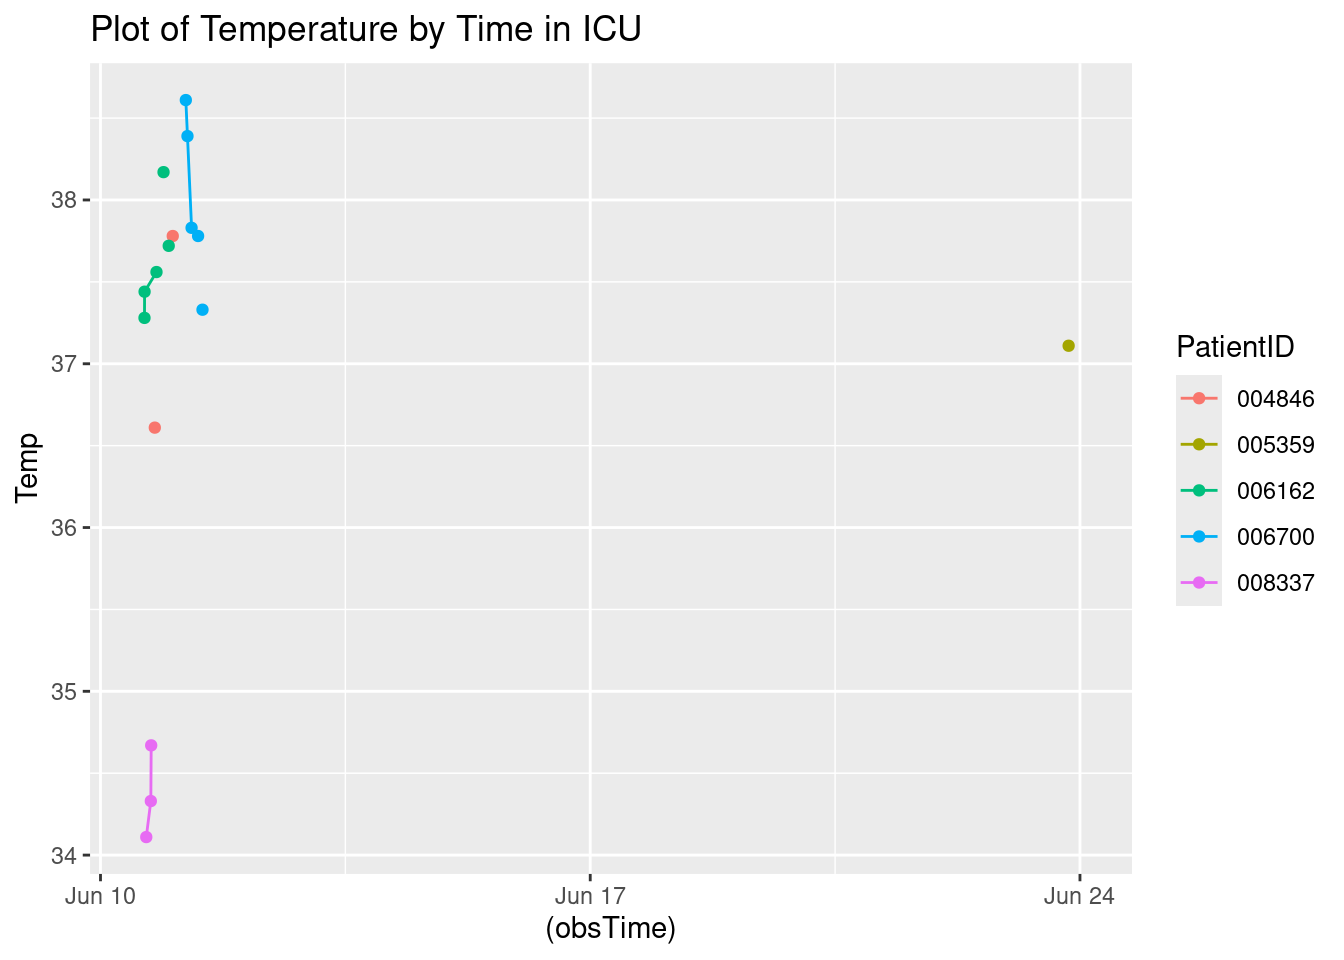 Plot of Temperature by Time in ICU
38
37
36
35
34
Temp
Jun 10
Jun 17
Jun 24
(obsTime)
PatientID
004846
005359
006162
006700
008337